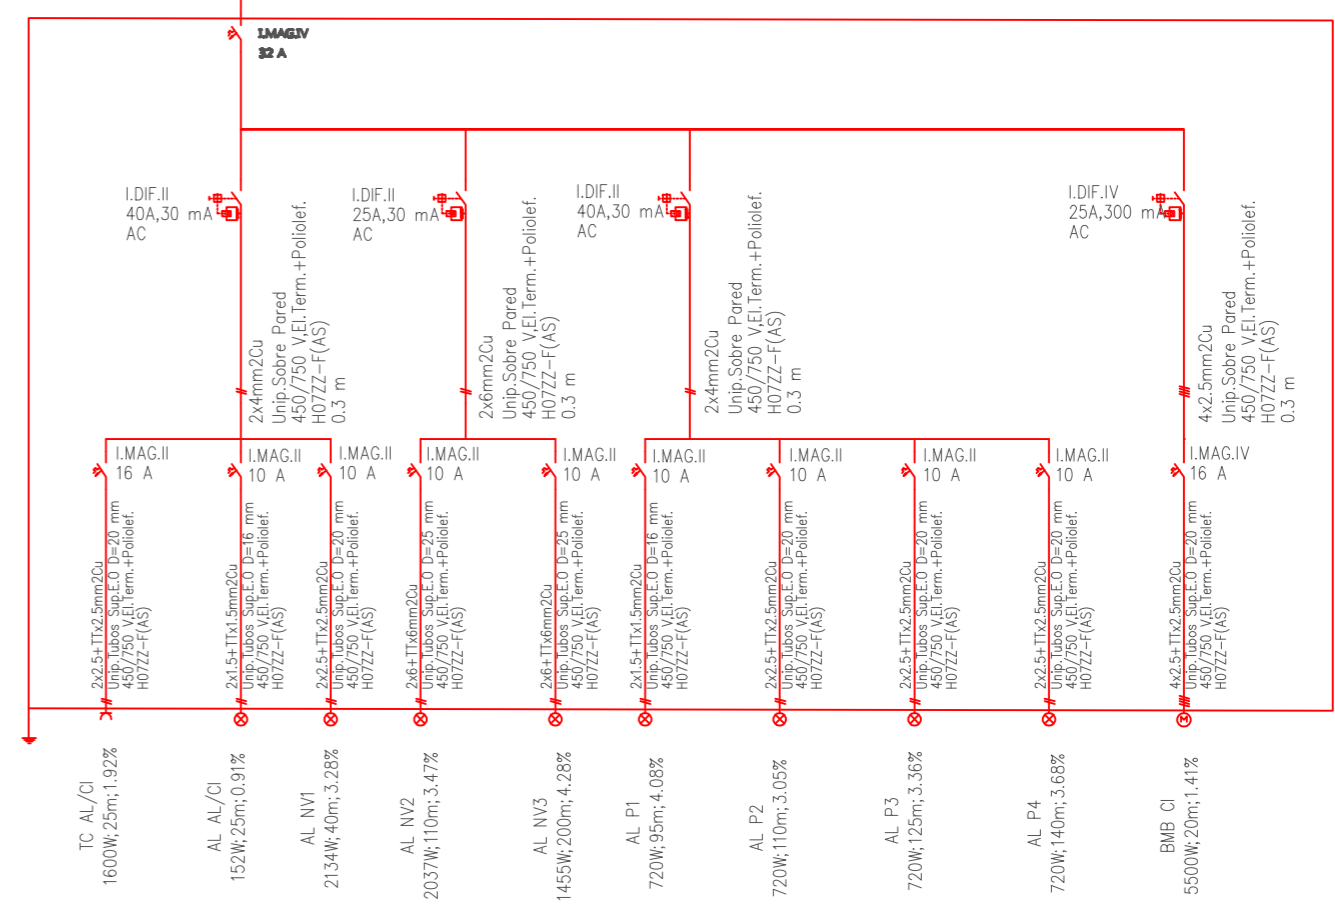 I.MAG.IV
32 A
I.DIF.II
40A,30 mA
AC
I.DIF.II
25A,30 mA
AC
I.DIF.II
40A,30 mA
AC
I.DIF.IV
25A,300 mA
AC
2x4mm2Cu
Unip.Sobre Pared
450/750 V,El.Term.+Poliolef.
H07ZZ-F(AS)
0.3 m
2x6mm2Cu
Unip.Sobre Pared
450/750 V,El.Term.+Poliolef.
H07ZZ-F(AS)
0.3 m
2x4mm2Cu
Unip.Sobre Pared
450/750 V,El.Term.+Poliolef.
H07ZZ-F(AS)
0.3 m
4x2.5mm2Cu
Unip.Sobre Pared
450/750 V,El.Term.+Poliolef.
H07ZZ-F(AS)
0.3 m
I.MAG.II
16 A
I.MAG.II
10 A
I.MAG.II
10 A
I.MAG.II
10 A
I.MAG.II
10 A
I.MAG.II
10 A
I.MAG.II
10 A
I.MAG.II
10 A
I.MAG.II
10 A
I.MAG.IV
16 A
2x2.5+TTx2.5mm2Cu
Unip.Tubos Sup.E.O D=20 mm
450/750 V,El.Term.+Poliolef.
H07ZZ-F(AS)
2x1.5+TTx1.5mm2Cu
Unip.Tubos Sup.E.O D=16 mm
450/750 V,El.Term.+Poliolef.
H07ZZ-F(AS)
2x2.5+TTx2.5mm2Cu
Unip.Tubos Sup.E.O D=20 mm
450/750 V,El.Term.+Poliolef.
H07ZZ-F(AS)
2x6+TTx6mm2Cu
Unip.Tubos Sup.E.O D=25 mm
450/750 V,El.Term.+Poliolef.
H07ZZ-F(AS)
2x6+TTx6mm2Cu
Unip.Tubos Sup.E.O D=25 mm
450/750 V,El.Term.+Poliolef.
H07ZZ-F(AS)
2x1.5+TTx1.5mm2Cu
Unip.Tubos Sup.E.O D=16 mm
450/750 V,El.Term.+Poliolef.
H07ZZ-F(AS)
2x2.5+TTx2.5mm2Cu
Unip.Tubos Sup.E.O D=20 mm
450/750 V,El.Term.+Poliolef.
H07ZZ-F(AS)
2x2.5+TTx2.5mm2Cu
Unip.Tubos Sup.E.O D=20 mm
450/750 V,El.Term.+Poliolef.
H07ZZ-F(AS)
2x2.5+TTx2.5mm2Cu
Unip.Tubos Sup.E.O D=20 mm
450/750 V,El.Term.+Poliolef.
H07ZZ-F(AS)
4x2.5+TTx2.5mm2Cu
Unip.Tubos Sup.E.O D=20 mm
450/750 V,El.Term.+Poliolef.
H07ZZ-F(AS)
M
TC AL/CI
1600W;25m;1.92%
AL AL/CI
152W;25m;0.91%
AL NV1
2134W;40m;3.28%
AL NV2
2037W;110m;3.47%
AL NV3
1455W;200m;4.28%
AL P1
720W;95m;4.08%
AL P2
720W;110m;3.05%
AL P3
720W;125m;3.36%
AL P4
720W;140m;3.68%
BMB CI
5500W;20m;1.41%